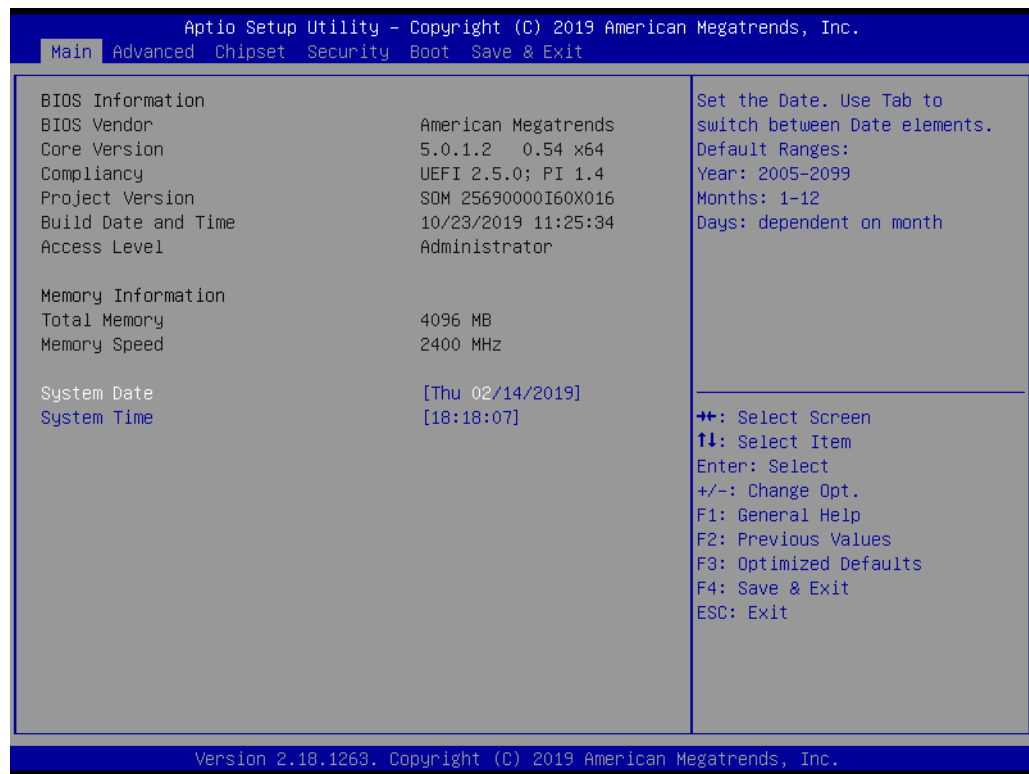 Aptio Setup Utility – Copyright (C) 2019 American Megatrends, Inc.
Main Advanced Chipset Security Boot Save & Exit
BIOS Information
BIOS Vendor American Megatrends
Core Version 5.0.1.2 0.54 x64
Compliancy UEFI 2.5.0; PI 1.4
Project Version SOM 25690000I60X016
Build Date and Time 10/23/2019 11:25:34
Access Level Administrator
Memory Information
Total Memory 4096 MB
Memory Speed 2400 MHz
System Date [Thu 02/14/2019]
System Time [18:18:07]
Set the Date. Use Tab to
switch between Date elements.
Default Ranges:
Year: 2005-2099
Months: 1-12
Days: dependent on month
→←: Select Screen
↑↓: Select Item
Enter: Select
+/-: Change Opt.
F1: General Help
F2: Previous Values
F3: Optimized Defaults
F4: Save & Exit
ESC: Exit
Version 2.18.1263. Copyright (C) 2019 American Megatrends, Inc.